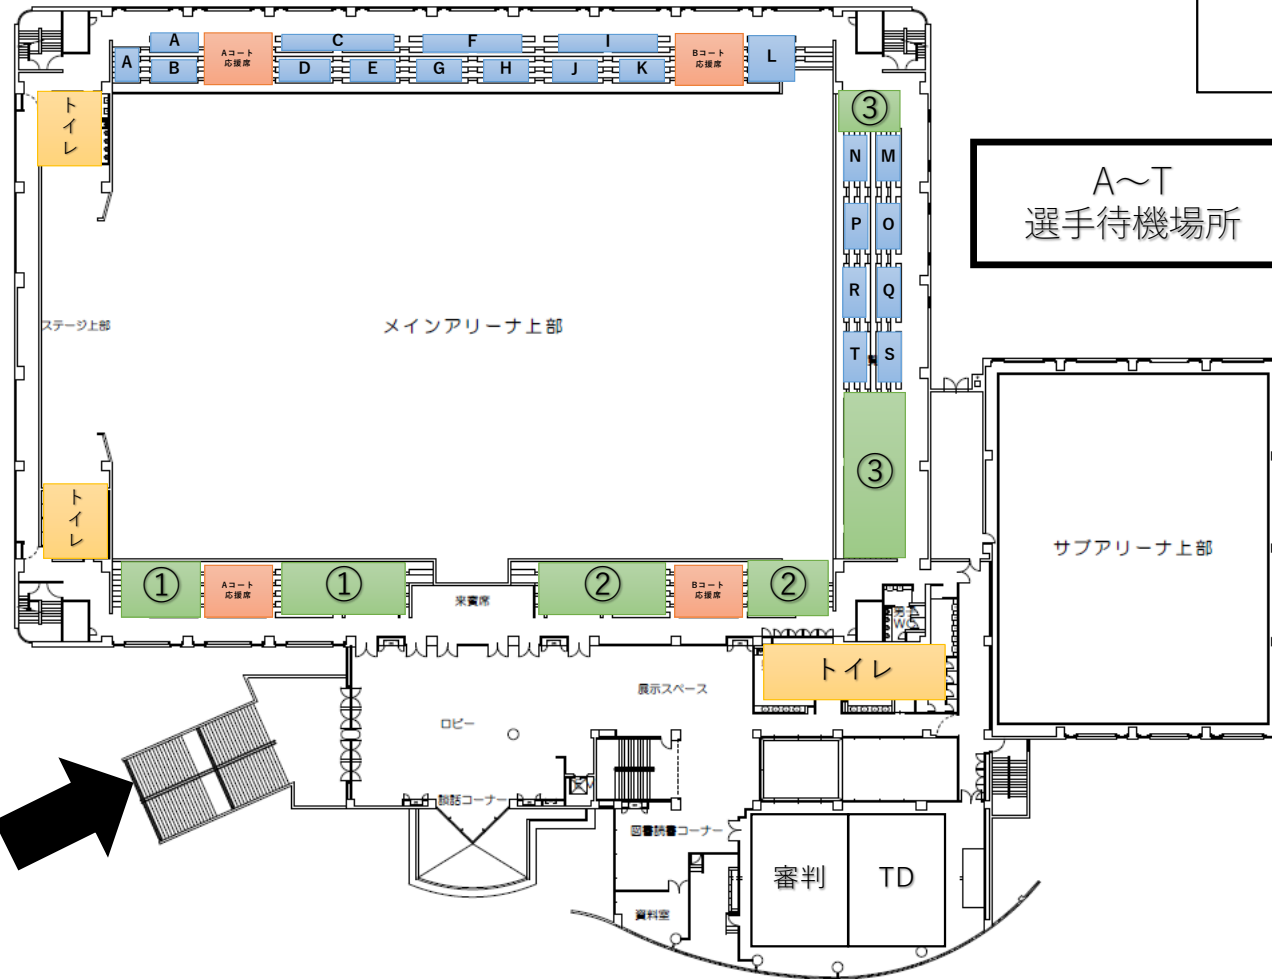 A
C
F
I
Aコート
応援席
Bコート
応援席
L
A
B
D
E
G
H
J
K
トイレ
③
N
M
A～T
選手待機場所
P
O
R
Q
ステージ上部
メインアリーナ上部
T
S
③
トイレ
サブアリーナ上部
①
Aコート
応援席
①
②
Bコート
応援席
②
来賓席
男子
WC
トイレ
展示スペース
ロビー
談話コーナー
図書読書コーナー
審判
TD
資料室